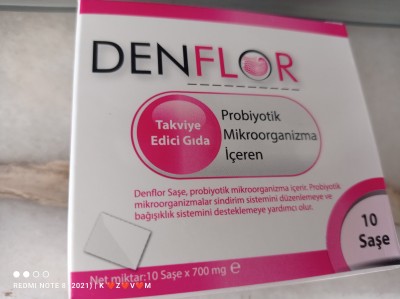 DENFLOR
Takviye
Edici Gıda
Probiyotik
Mikroorganizma
İçeren
Denflor Saşe, probiyotik mikroorganizma içerir. Probiyotik
mikroorganizmalar sindirim sistemini düzenlemeye ve
bağışıklık sistemini desteklemeye yardımcı olur.
10
Saşe
Net miktar:10 Saşe x 700 mg ℮
REDMI NOTE 8 (2021) | K❤Z❤V❤M